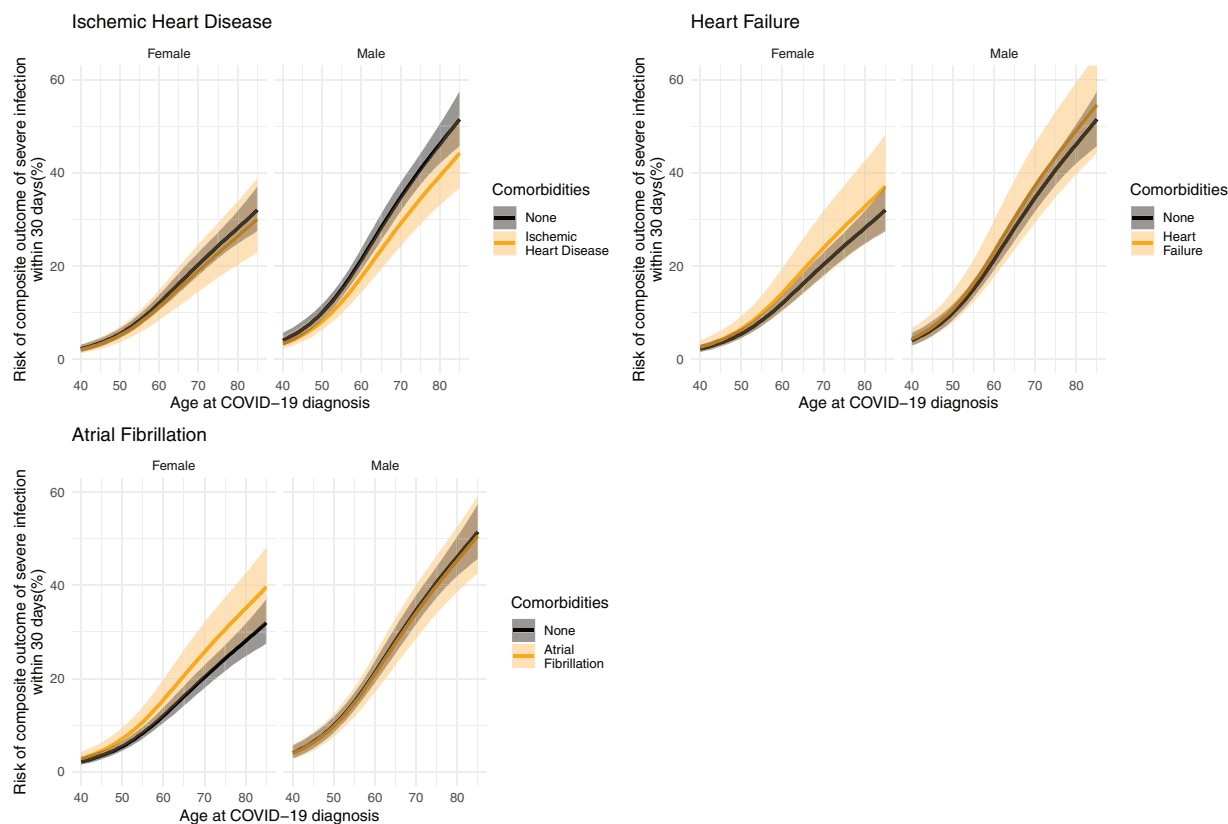 Ischemic Heart Disease
Female
Male
Risk of composite outcome of severe infection
within 30 days(%)
60
40
20
0
40 50 60 70 80
40 50 60 70 80
Age at COVID−19 diagnosis
Comorbidities
None
Ischemic
Heart Disease
Heart Failure
Female
Male
Risk of composite outcome of severe infection
within 30 days(%)
60
40
20
0
40 50 60 70 80
40 50 60 70 80
Age at COVID−19 diagnosis
Comorbidities
None
Heart
Failure
Atrial Fibrillation
Female
Male
Risk of composite outcome of severe infection
within 30 days(%)
60
40
20
0
40 50 60 70 80
40 50 60 70 80
Age at COVID−19 diagnosis
Comorbidities
None
Atrial
Fibrillation